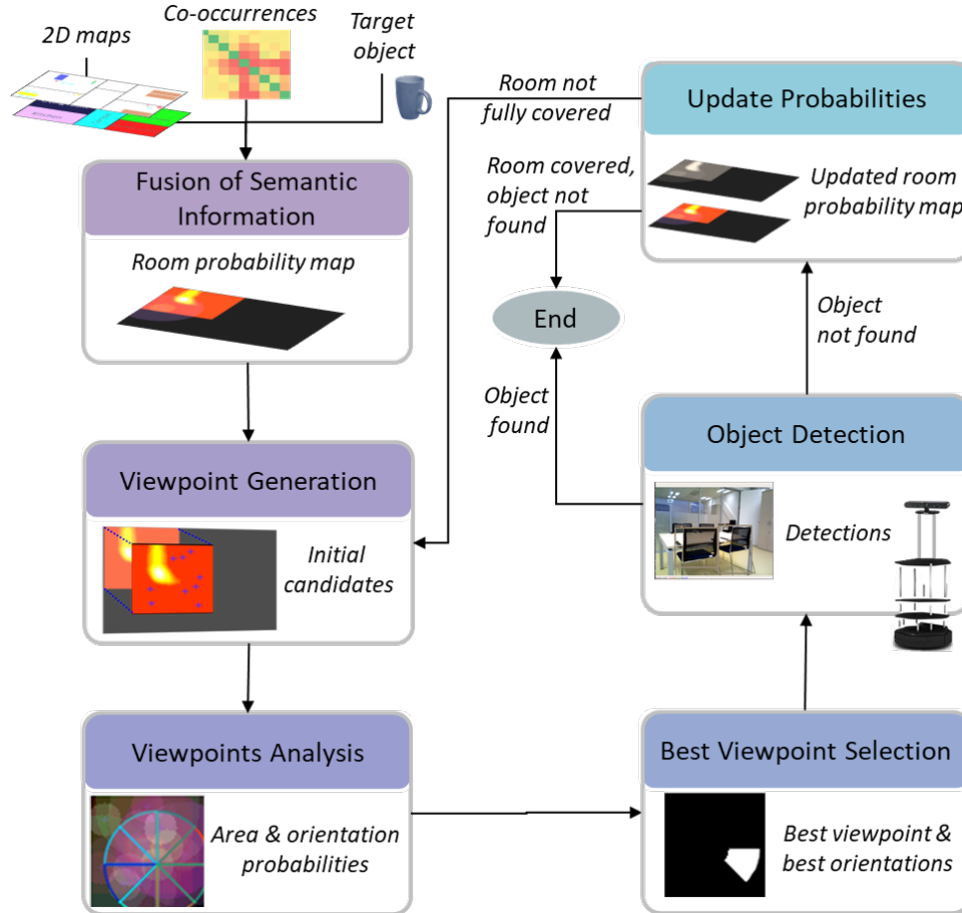 2D maps
Co-occurrences
Target
object
Fusion of Semantic
Information
Room probability map
Viewpoint Generation
Initial
candidates
Viewpoints Analysis
Area & orientation
probabilities
Best Viewpoint Selection
Best viewpoint &
best orientations
Object Detection
Detections
Object
found
Object
not found
Update Probabilities
Updated room
probability map
Room not
fully covered
Room covered,
object not
found
End